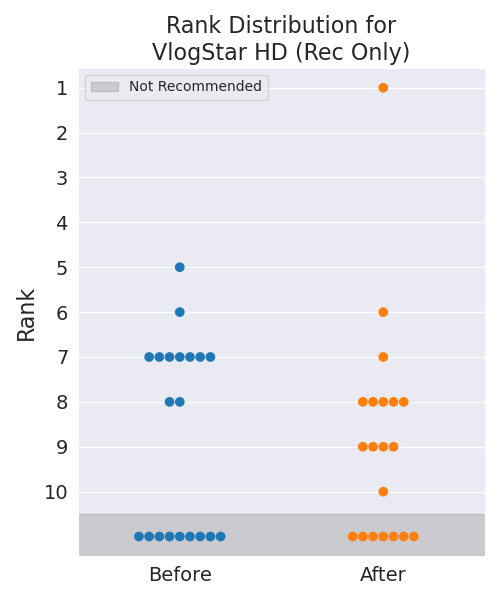 Rank Distribution for
VlogStar HD (Rec Only)
Not Recommended
1
2
3
4
5
6
7
8
9
10
Rank
Before
After